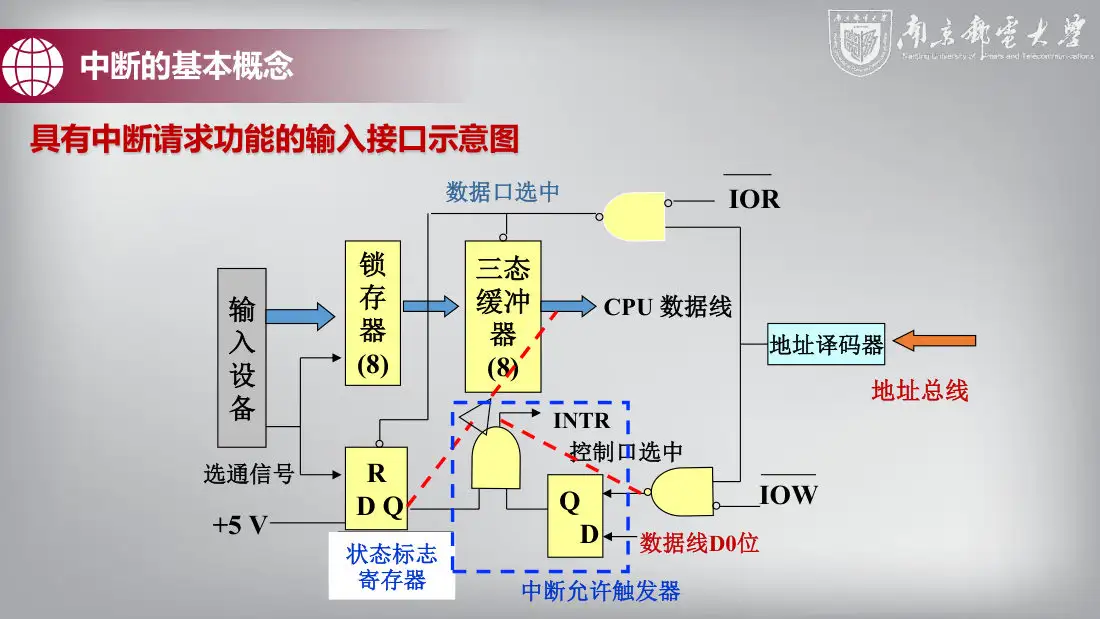 中断的基本概念
南京邮电大学
Nanjing University of Posts and Telecommunications
具有中断请求功能的输入接口示意图
数据口选中
IOR
输入设备
锁存器
(8)
三态
缓冲
器
(8)
CPU 数据线
地址译码器
地址总线
INTR
控制口选中
选通信号
R
D Q
+5 V
Q
D
IOW
数据线D0位
状态标志
寄存器
中断允许触发器